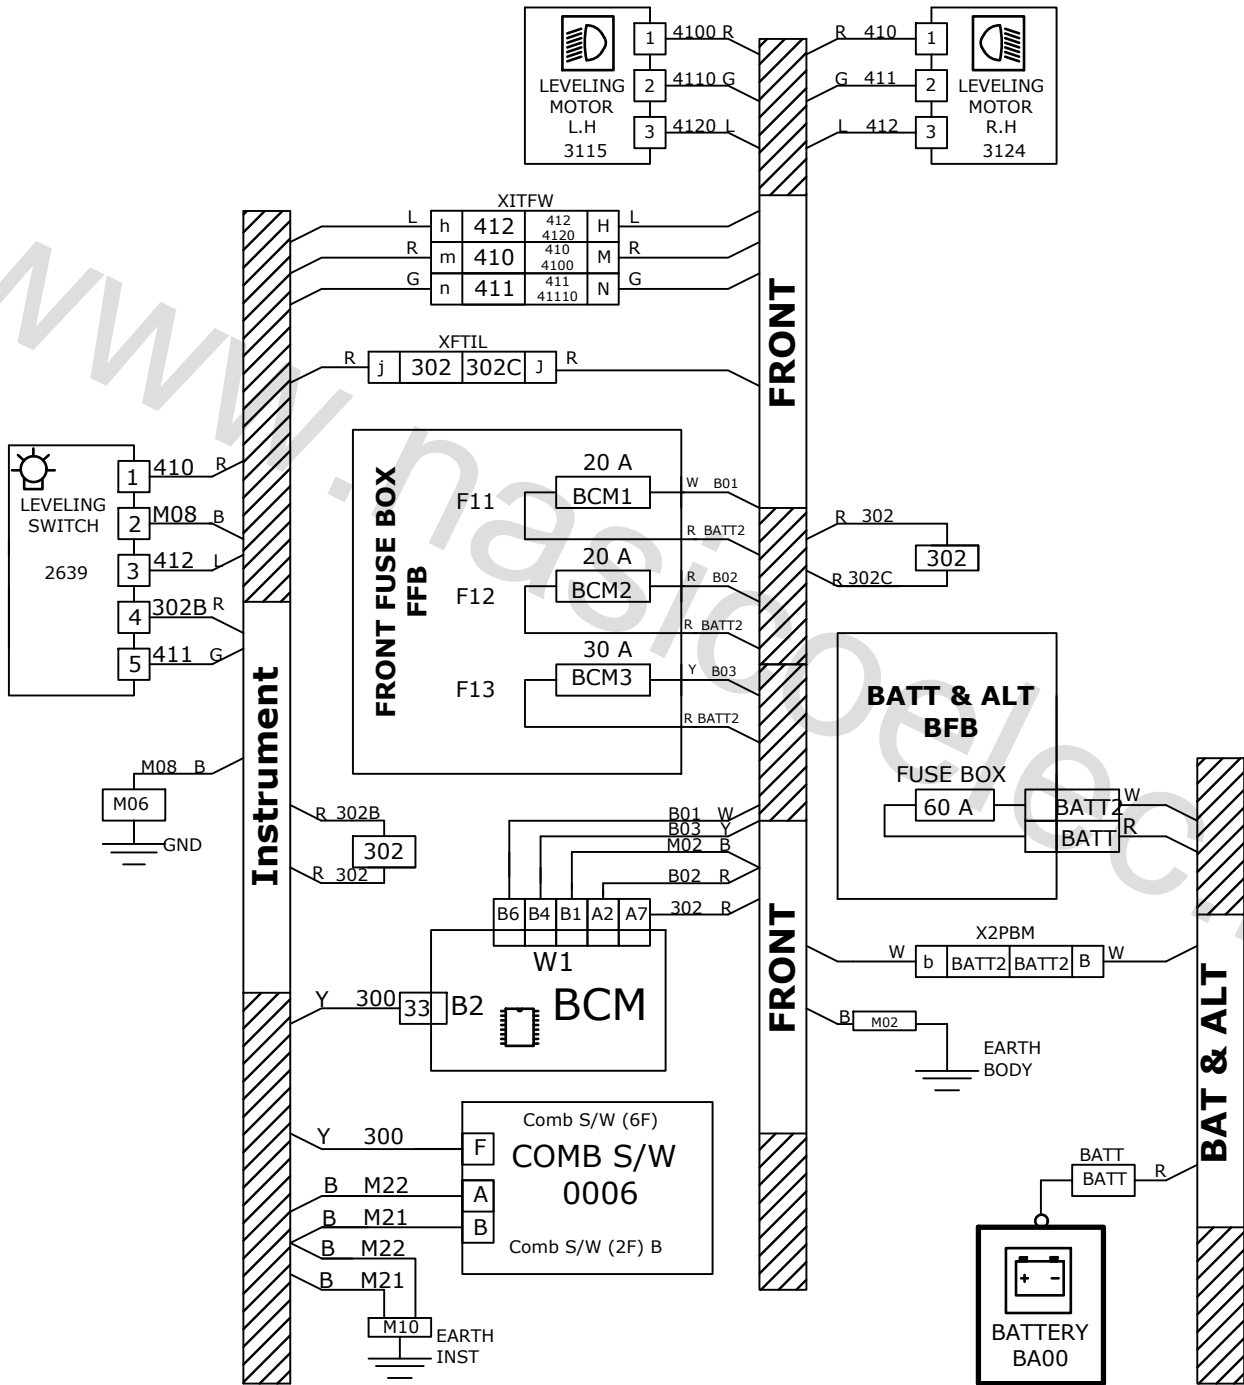 1 4100 R
2 4110 G
3 4120 L
LEVELING
MOTOR
L.H
3115
R 410 1
G 411 2
L 412 3
LEVELING
MOTOR
R.H
3124
XITFW
L h 412 412 4120 H L
R m 410 410 4100 M R
G n 411 411 41110 N G
XFTIL
R j 302 302C J R
FRONT
LEVELING
SWITCH
2639
1 410 R
2 M08 B
3 412 L
4 302B R
5 411 G
Instrument
FRONT FUSE BOX
FFB
F11
20 A
BCM1
W B01
R BATT2
F12
20 A
BCM2
R B02
R BATT2
F13
30 A
BCM3
Y B03
R BATT2
R 302
302
R 302C
BATT & ALT
BFB
FUSE BOX
60 A
BATT2 W
BATT R
M08 B
M06
GND
R 302B
302
R 302
B01 W
B03 Y
M02 B
B02 R
302 R
B6 B4 B1 A2 A7
W1
BCM
Y 300 33 B2
FRONT
X2PBM
W b BATT2 BATT2 B W
B M02
EARTH
BODY
BAT & ALT
Comb S/W (6F)
COMB S/W
0006
Comb S/W (2F) B
Y 300 F
B M22 A
B M21 B
B M22
B M21
M10
EARTH
INST
BATT
BATT R
+ -
BATTERY
BA00